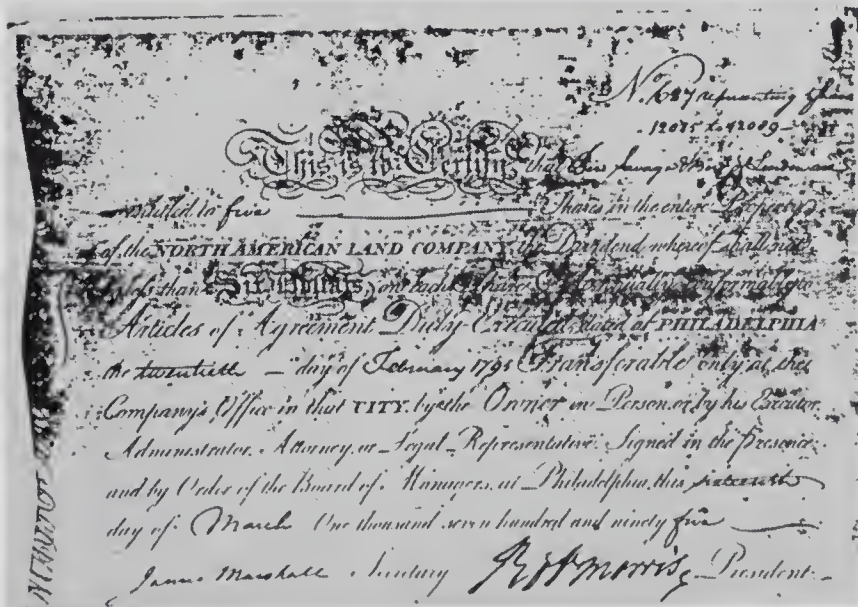 No. 627 representing Shares
12085 to 12089
This is to Certify, that
entitled to five Shares in the entire Property
of the NORTH AMERICAN LAND COMPANY the Dividend whereof shall not
be less than Six Dollars, on each Share Annually conformable to
Articles of Agreement Duly Executed, dated at PHILADELPHIA
the twentieth day of February 1795 Transferable only at the
Company's Office in that CITY, by the Owner in Person, or by his Executor
Administrator, Attorney, or Legal Representative. Signed in the Presence
and by Order of the Board of Managers, at Philadelphia, this sixteenth
day of March One thousand seven hundred and ninety five
James Marshall Secretary Robt Morris President.